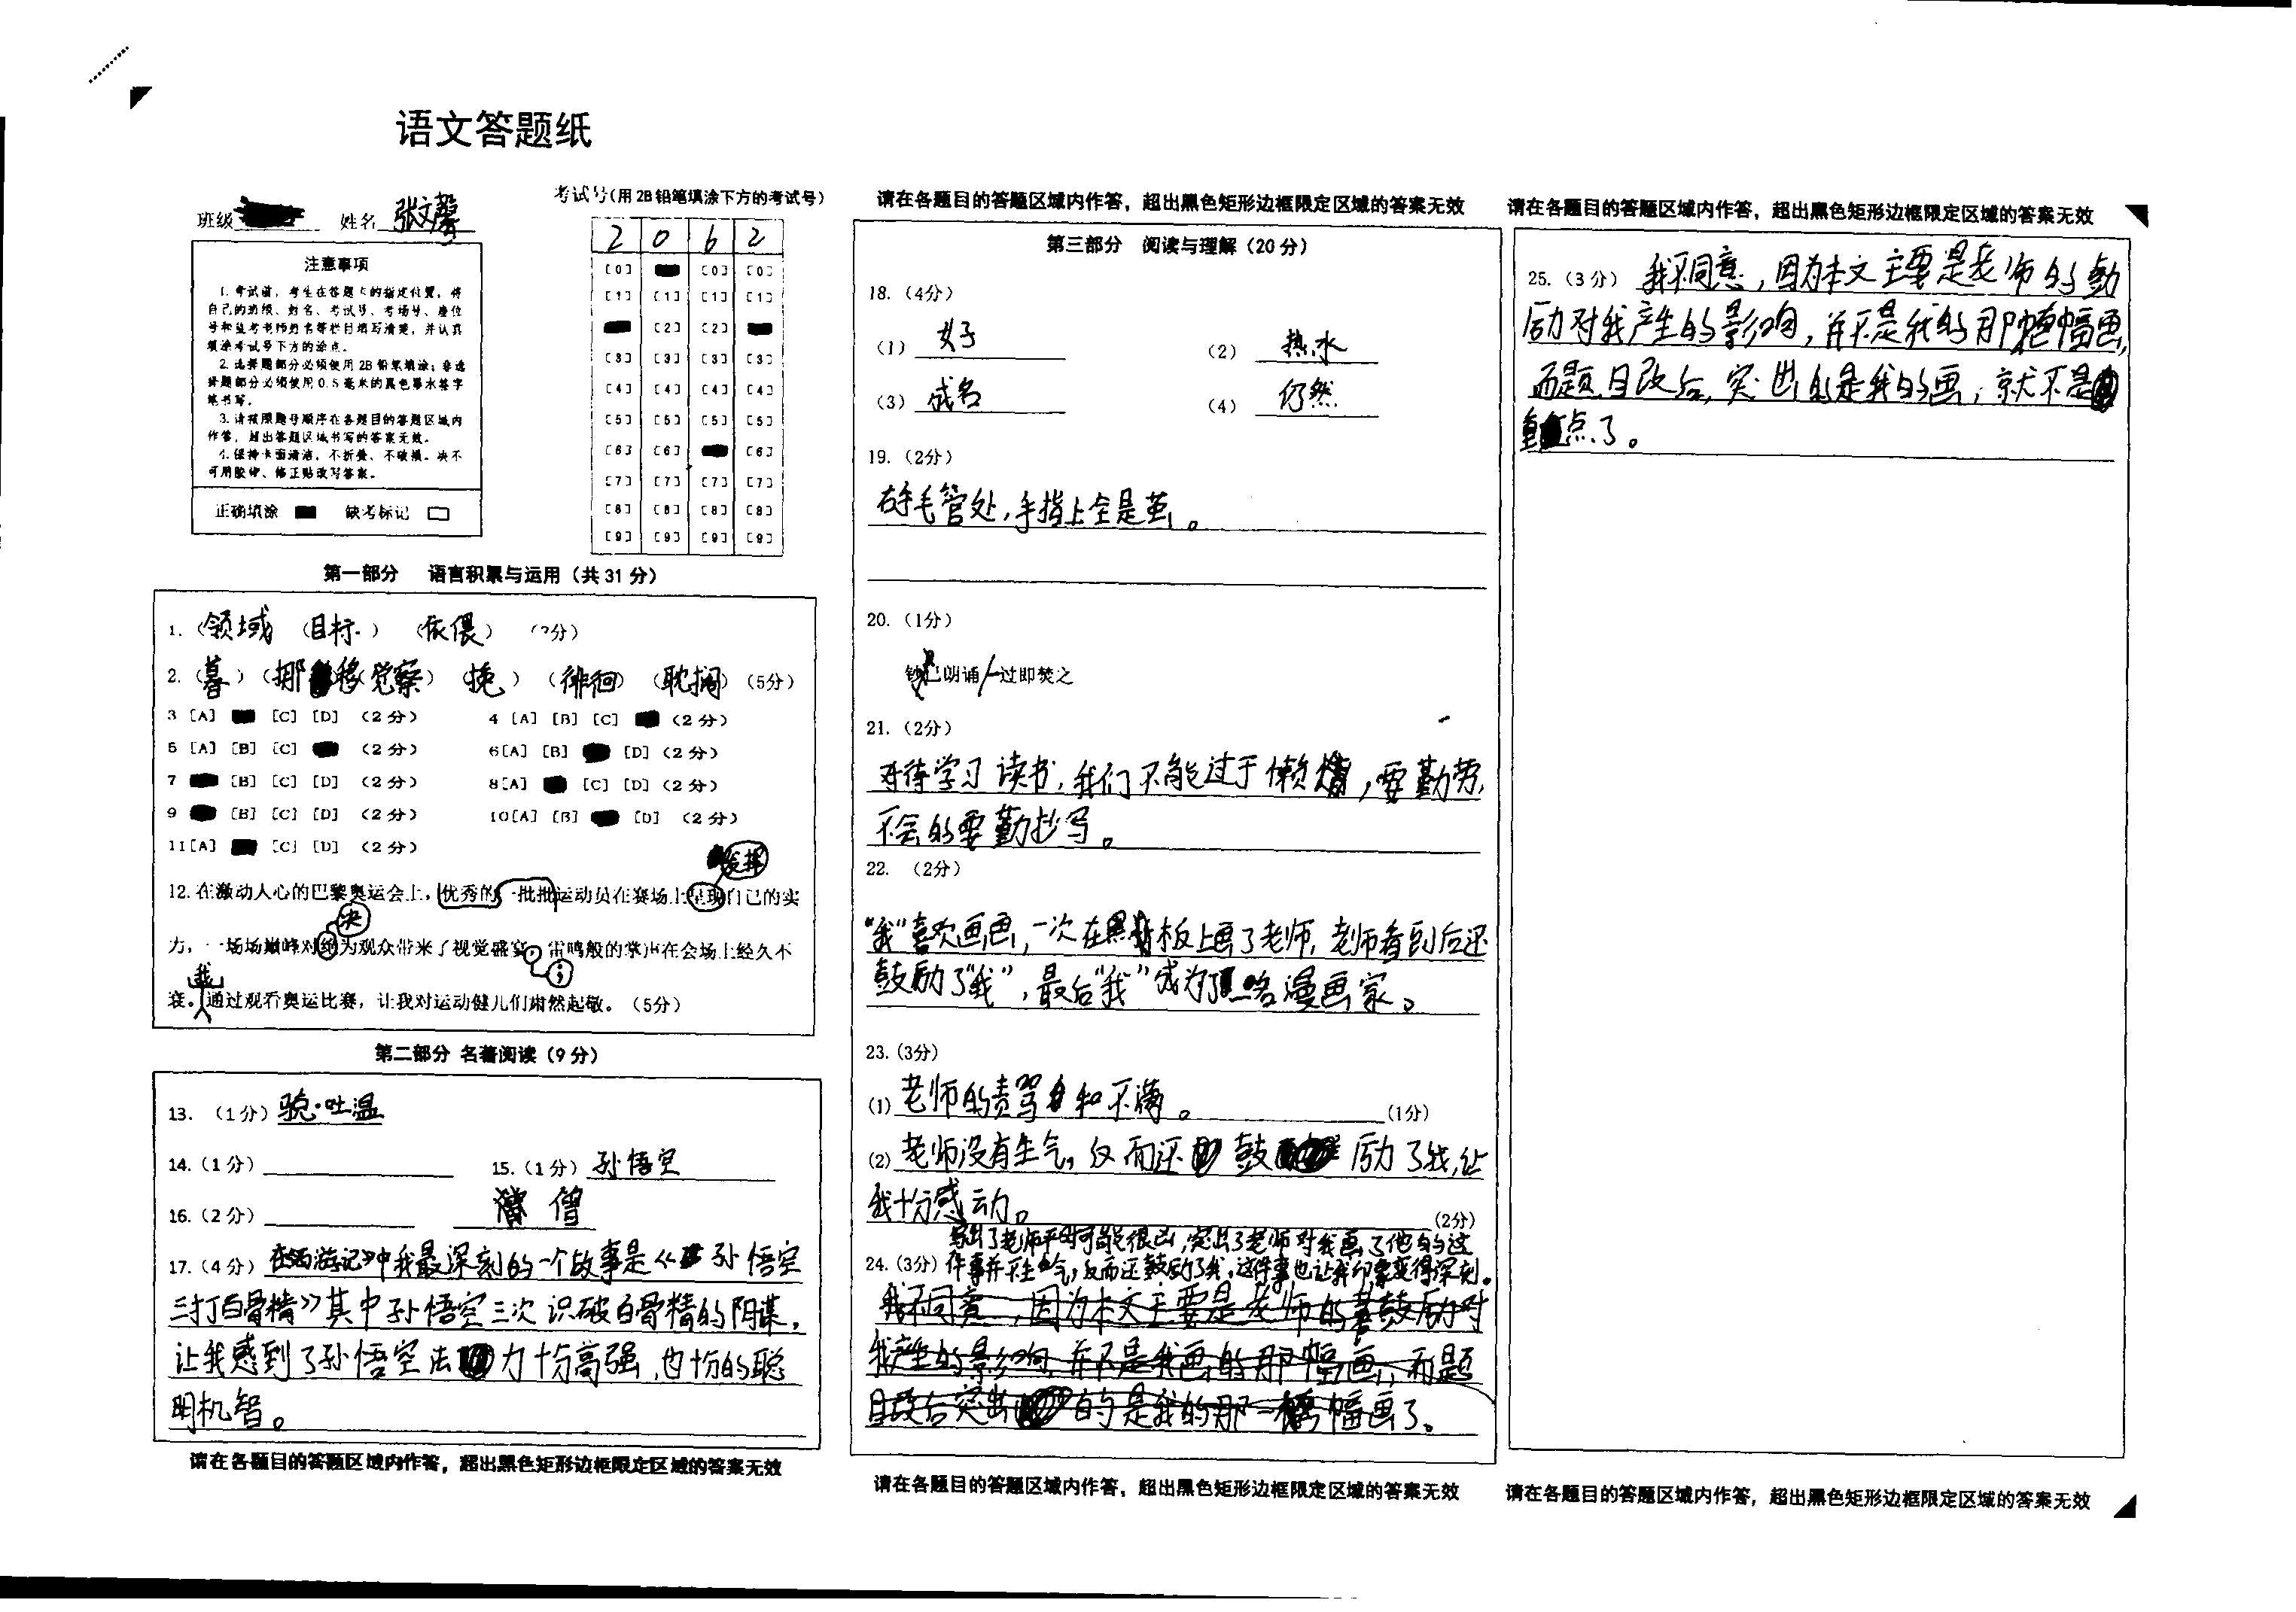 语文答题纸
班级 姓名 张文馨
考试号(用2B铅笔填涂下方的考试号)
2 0 6 2
[0] [0] [0]
[1] [1] [1] [1]
[2] [2]
[3] [3] [3] [3]
[4] [4] [4] [4]
[5] [5] [5] [5]
[6] [6] [6]
[7] [7] [7] [7]
[8] [8] [8] [8]
[9] [9] [9] [9]
注意事项
1.考试前,考生在答题卡的指定位置,将
自己的班级、姓名、考试号、考场号、座位
号和监考老师姓名等栏目填写清楚,并认真
填涂考试号下方的涂点。
2.选择题部分必须使用2B铅笔填涂;非选
择题部分必须使用0.5毫米的黑色墨水签字
笔书写。
3.请按照题号顺序在各题目的答题区域内
作答,超出答题区域书写的答案无效。
4.保持卡面清洁,不折叠、不破损。决不
可用胶带、修正贴改写答案。
正确填涂 缺考标记
第一部分 语言积累与运用(共31分)
1.(领域 (目标) (依偎) (3分)
2.(暮)(挪移 觉察) (挽) (徘徊) (耽搁)(5分)
3 [A] [C] [D] (2分) 4 [A] [B] [C] (2分)
5 [A] [B] [C] (2分) 6[A] [B] [D](2分)
7 [B] [C] [D] (2分) 8[A] [C] [D](2分)
9 [B] [C] [D] (2分) 10[A] [B] [D] (2分)
11[A] [C] [D] (2分)
发挥
12.在激动人心的巴黎奥运会上,优秀的一批批运动员在赛场上呈现自己的实
决
力,一场场巅峰对绝为观众带来了视觉盛宴,雷鸣般的掌声在会场上经久不
我 ;
衰。通过观看奥运比赛,让我对运动健儿们肃然起敬。(5分)
第二部分 名著阅读(9分)
13.(1分)骆·吐温
14.(1分) 15.(1分)孙悟空
16.(2分) 僧
17.(4分)在《西游记》中我最深刻的一个故事是《孙悟空
三打白骨精》其中孙悟空三次识破白骨精的阴谋,
让我感到了孙悟空法力十分高强,也十分的聪
明机智。
请在各题目的答题区域内作答,超出黑色矩形边框限定区域的答案无效
请在各题目的答题区域内作答,超出黑色矩形边框限定区域的答案无效
第三部分 阅读与理解(20分)
18.(4分)
(1)女子 (2)热水
(3)成名 (4)仍然
19.(2分)
右手毛管处,手指上全是茧。
20.(1分)
钞已朗诵/一过即焚之
21.(2分)
对待学习读书,我们不能过于懒惰,要勤劳,
不会的要勤抄写。
22.(2分)
"我"喜欢画画,一次在黑板上画了老师,老师看到后还
鼓励了"我",最后"我"成为了一名漫画家。
23.(3分)
(1)老师的责骂和不满。(1分)
(2)老师没有生气,反而还鼓励了我,让
我十分感动。(2分)
写出了老师平时可能很凶,突出了老师对我画了他的这
24.(3分)件事并不生气,反而还鼓励了我,这件事也让我印象变得深刻。
我不同意,因为本文主要是老师的鼓励对
我产生的影响,并不是我画的那幅画,而题
目改后突出的是我的那一幅画了。
请在各题目的答题区域内作答,超出黑色矩形边框限定区域的答案无效
请在各题目的答题区域内作答,超出黑色矩形边框限定区域的答案无效
25.(3分)我不同意,因为本文主要是老师的鼓
励对我产生的影响,并不是我的那幅画,
而题目改后,突出的是我的画,就不是
重点了。
请在各题目的答题区域内作答,超出黑色矩形边框限定区域的答案无效